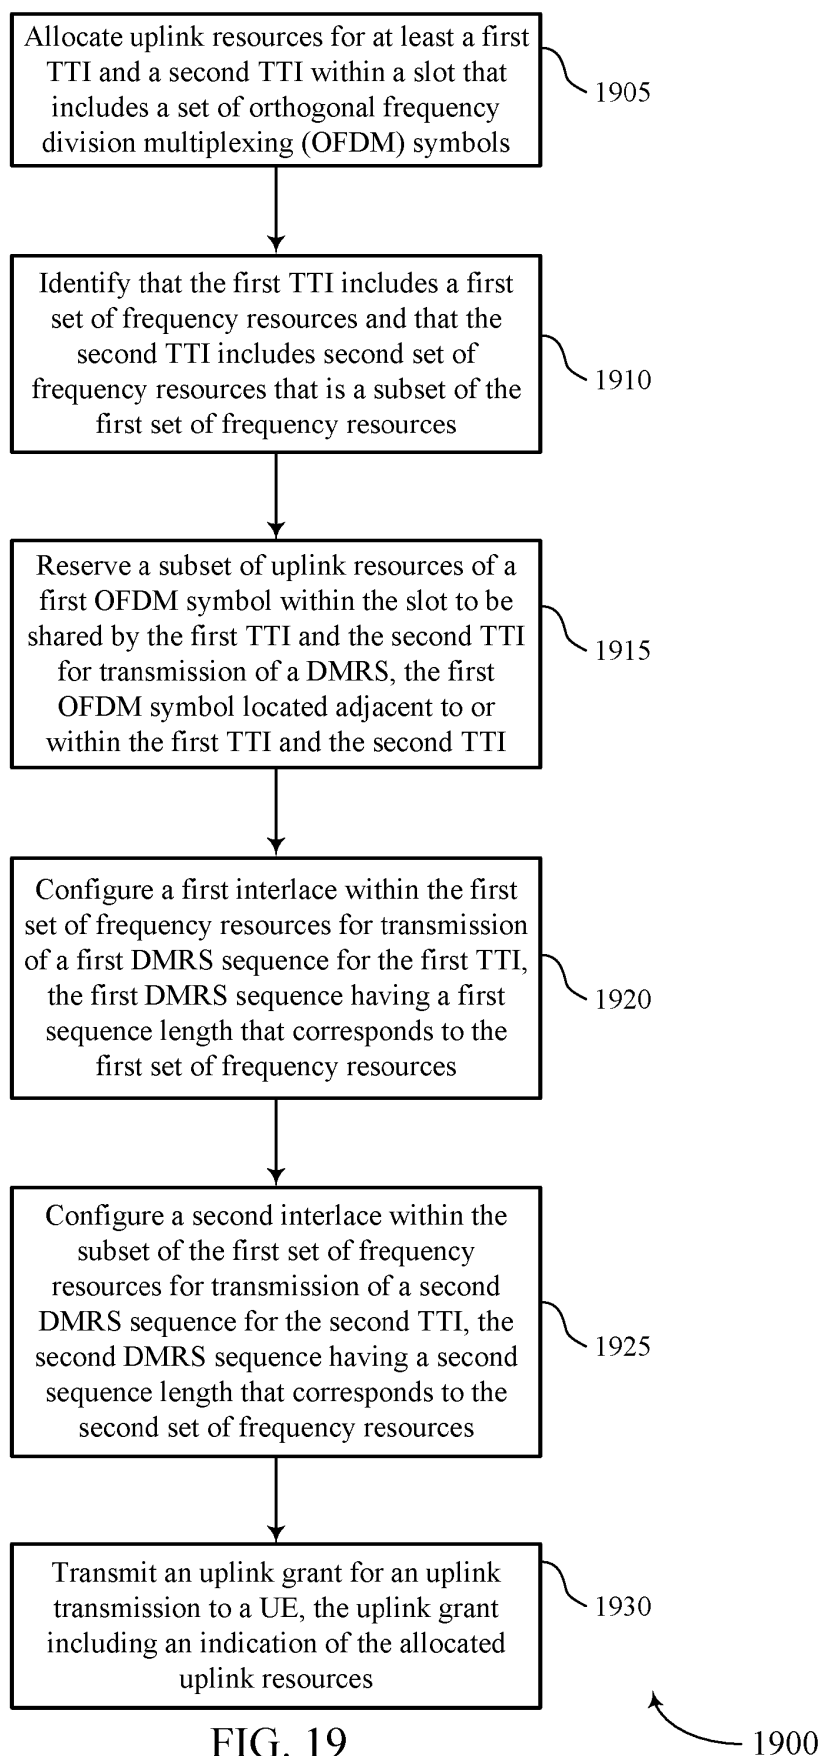 Allocate uplink resources for at least a first
TTI and a second TTI within a slot that
includes a set of orthogonal frequency
division multiplexing (OFDM) symbols
1905
Identify that the first TTI includes a first
set of frequency resources and that the
second TTI includes second set of
frequency resources that is a subset of the
first set of frequency resources
1910
Reserve a subset of uplink resources of a
first OFDM symbol within the slot to be
shared by the first TTI and the second TTI
for transmission of a DMRS, the first
OFDM symbol located adjacent to or
within the first TTI and the second TTI
1915
Configure a first interlace within the first
set of frequency resources for transmission
of a first DMRS sequence for the first TTI,
the first DMRS sequence having a first
sequence length that corresponds to the
first set of frequency resources
1920
Configure a second interlace within the
subset of the first set of frequency
resources for transmission of a second
DMRS sequence for the second TTI, the
second DMRS sequence having a second
sequence length that corresponds to the
second set of frequency resources
1925
Transmit an uplink grant for an uplink
transmission to a UE, the uplink grant
including an indication of the allocated
uplink resources
1930
FIG. 19
1900